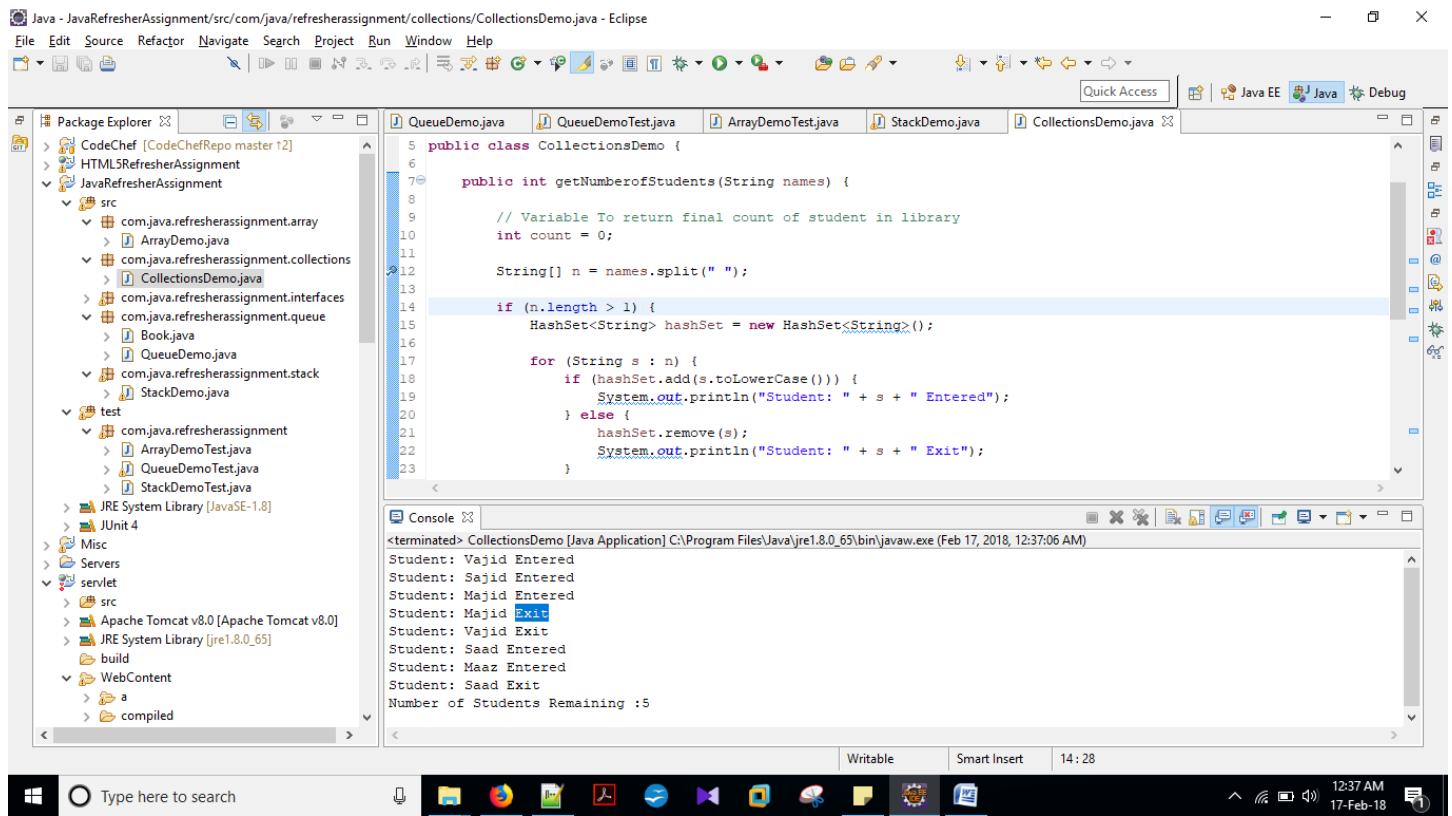 Java - JavaRefresherAssignment/src/com/java/refresherassignment/collections/CollectionsDemo.java - Eclipse
File Edit Source Refactor Navigate Search Project Run Window Help
Quick Access
Java EE
Java
Debug
Package Explorer
CodeChef [CodeChefRepo master ↑2]
HTML5RefresherAssignment
JavaRefresherAssignment
src
com.java.refresherassignment.array
ArrayDemo.java
com.java.refresherassignment.collections
CollectionsDemo.java
com.java.refresherassignment.interfaces
com.java.refresherassignment.queue
Book.java
QueueDemo.java
com.java.refresherassignment.stack
StackDemo.java
test
com.java.refresherassignment
ArrayDemoTest.java
QueueDemoTest.java
StackDemoTest.java
JRE System Library [JavaSE-1.8]
JUnit 4
Misc
Servers
servlet
src
Apache Tomcat v8.0 [Apache Tomcat v8.0]
JRE System Library [jre1.8.0_65]
build
WebContent
a
compiled
QueueDemo.java QueueDemoTest.java ArrayDemoTest.java StackDemo.java CollectionsDemo.java
5 public class CollectionsDemo {
6
7 public int getNumberofStudents(String names) {
8
9 // Variable To return final count of student in library
10 int count = 0;
11
12 String[] n = names.split(" ");
13
14 if (n.length > 1) {
15 HashSet<String> hashSet = new HashSet<String>();
16
17 for (String s : n) {
18 if (hashSet.add(s.toLowerCase())) {
19 System.out.println("Student: " + s + " Entered");
20 } else {
21 hashSet.remove(s);
22 System.out.println("Student: " + s + " Exit");
23 }
Console
<terminated> CollectionsDemo [Java Application] C:\Program Files\Java\jre1.8.0_65\bin\javaw.exe (Feb 17, 2018, 12:37:06 AM)
Student: Vajid Entered
Student: Sajid Entered
Student: Majid Entered
Student: Majid Exit
Student: Vajid Exit
Student: Saad Entered
Student: Maaz Entered
Student: Saad Exit
Number of Students Remaining :5
Writable
Smart Insert
14 : 28
Type here to search
12:37 AM
17-Feb-18